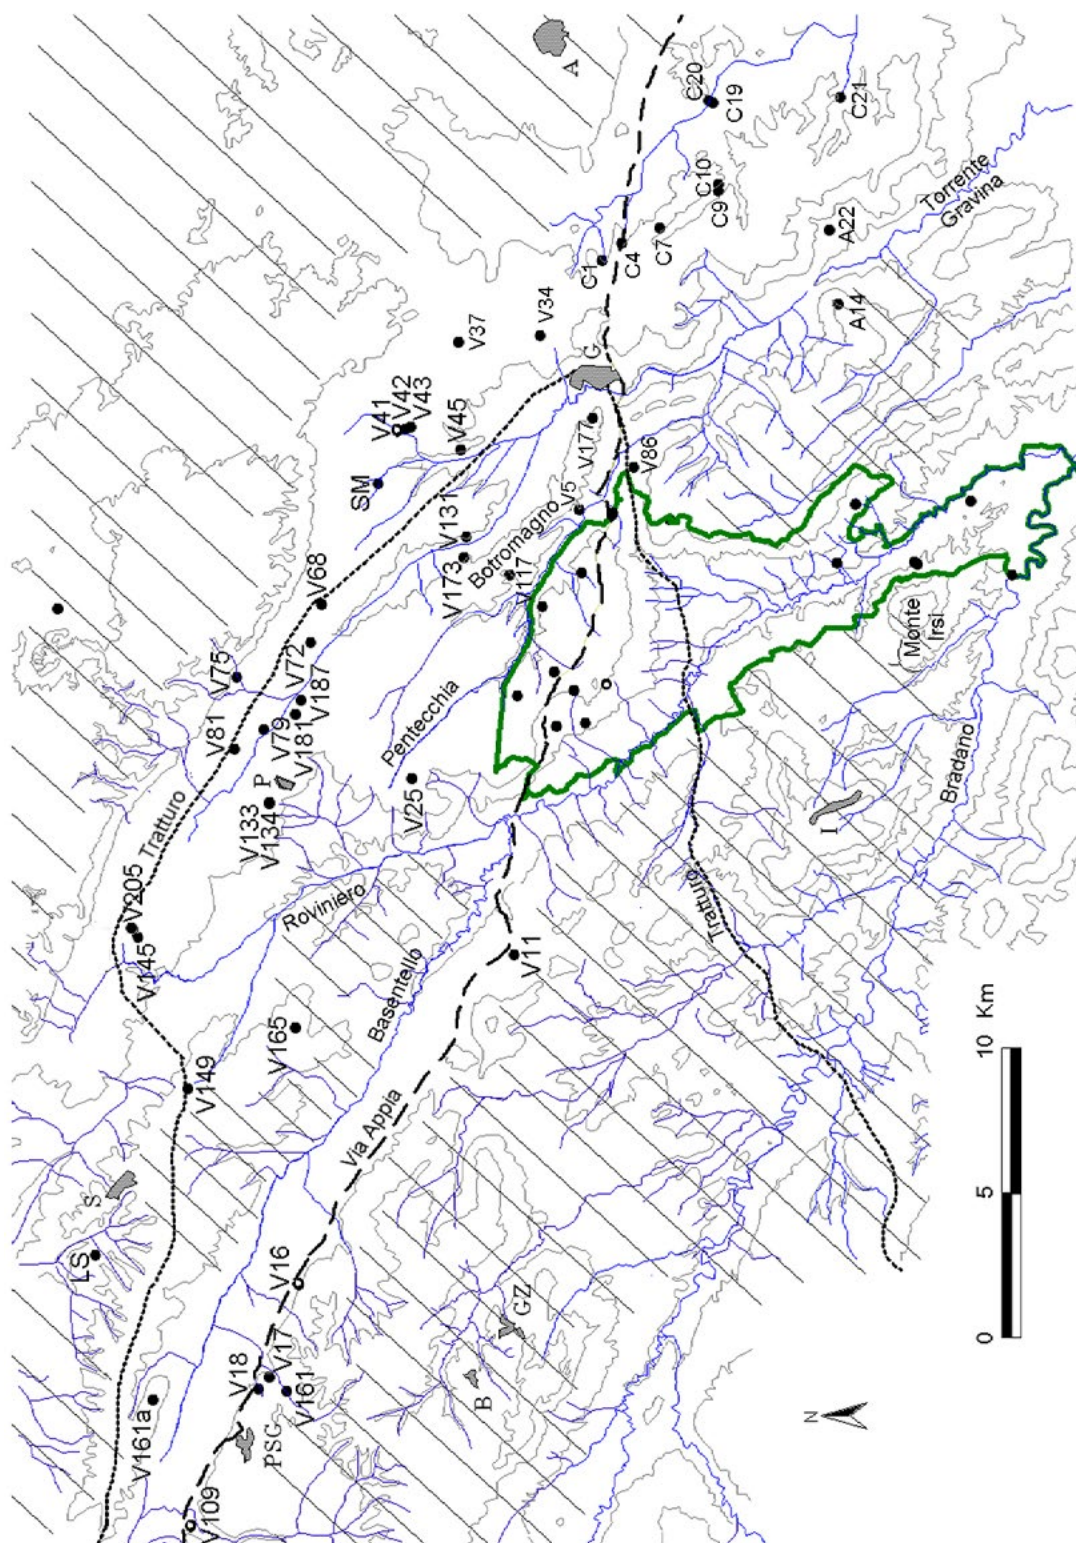 A
C20
C19
C21
C10
C9
C7
C4
C1
A22
A14
Torrente
Gravina
V34
V37
G
V41
V42
V43
V45
SM
V177
V86
V5
V131
V173
Botromagno
V117
V68
V72
V75
V187
V181
V79
V81
P
V133
V134
Pentecchia
V25
Tratturo
V205
V145
Roviniero
Basentello
V11
V165
V149
Via Appia
Tratturo
Monte
Irsi
Bradano
I
S
LS
V16
V17
V18
V161
V161a
PSG
V109
GZ
B
N
0
5
10
Km